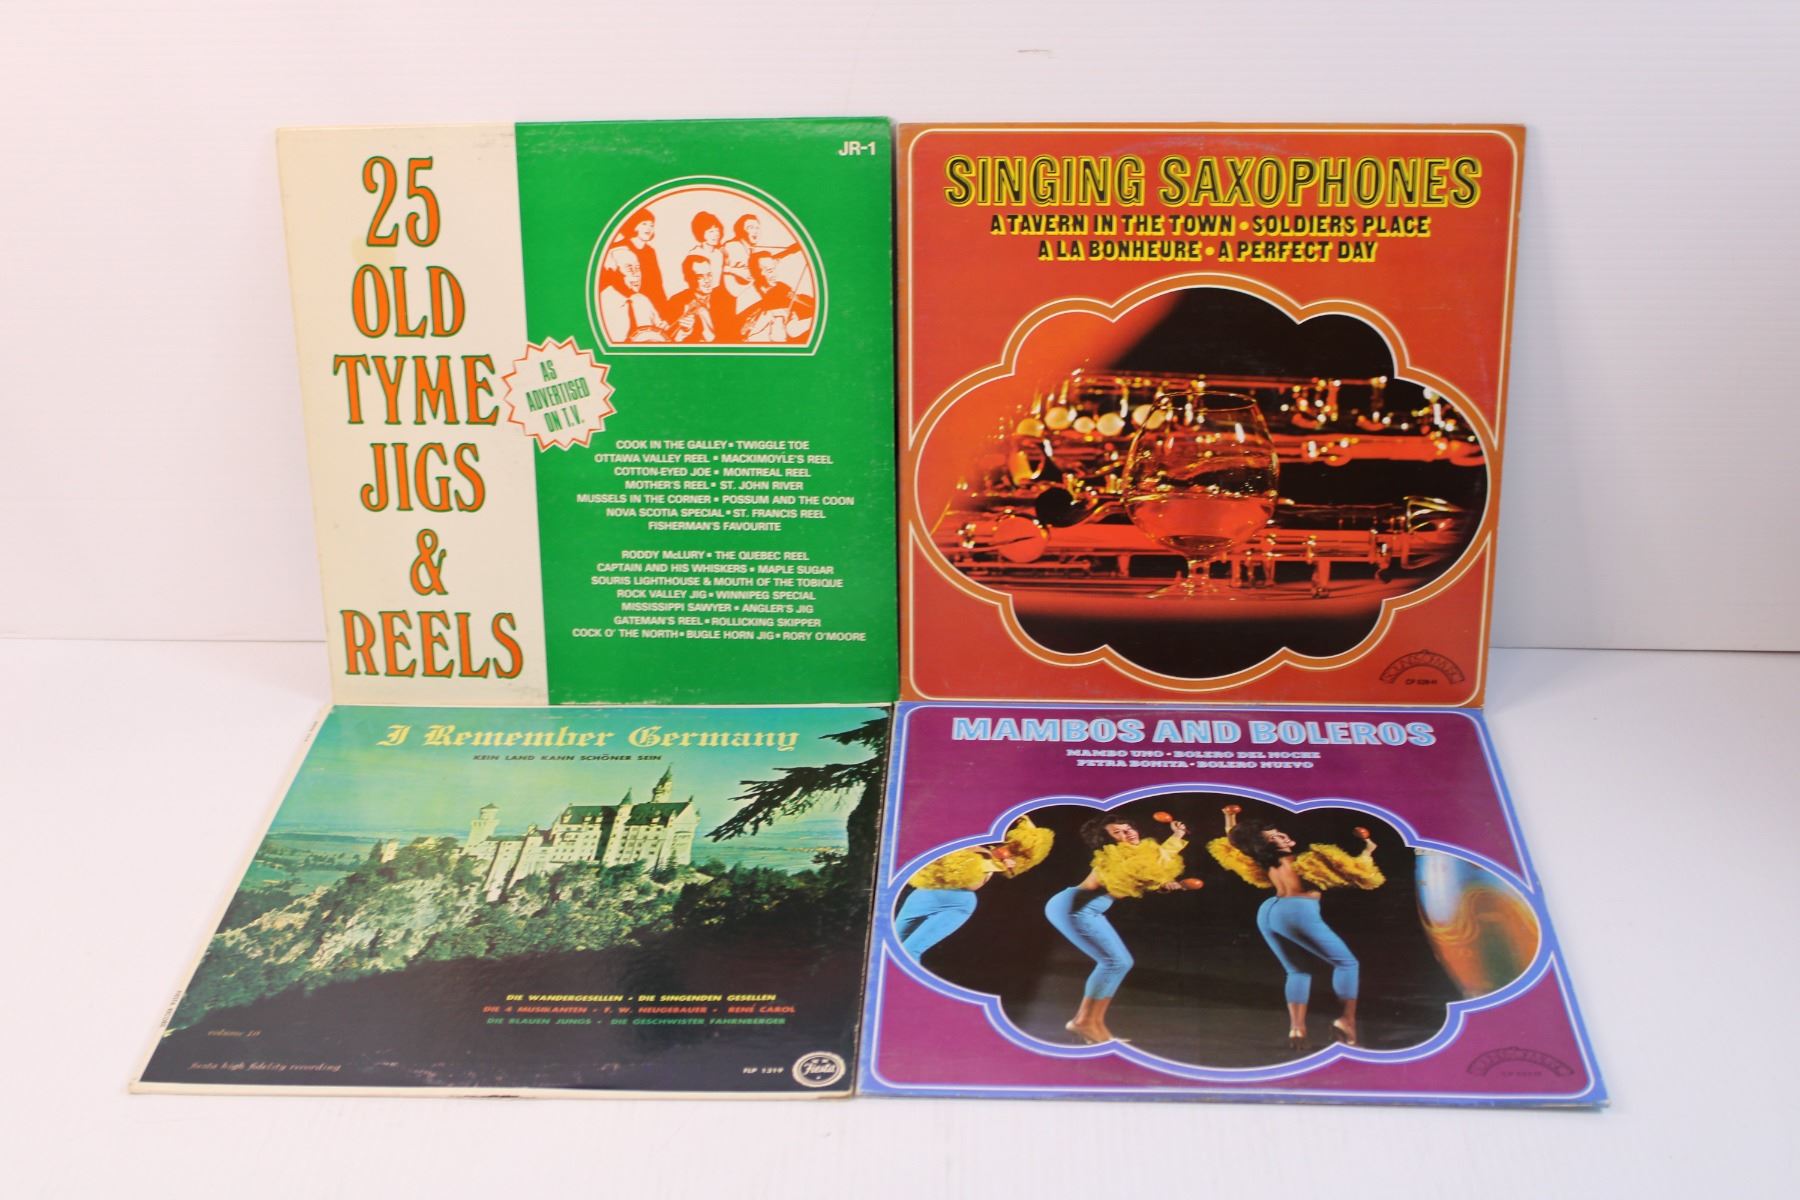 25
OLD
TYME
JIGS
&
REELS
JR-1
AS
ADVERTISED
ON T.V.
COOK IN THE GALLEY ▪ TWIGGLE TOE
OTTAWA VALLEY REEL ▪ MACKIMOYLE'S REEL
COTTON-EYED JOE ▪ MONTREAL REEL
MOTHER'S REEL ▪ ST. JOHN RIVER
MUSSELS IN THE CORNER ▪ POSSUM AND THE COON
NOVA SCOTIA SPECIAL ▪ ST. FRANCIS REEL
FISHERMAN'S FAVOURITE
RODDY McLURY ▪ THE QUEBEC REEL
CAPTAIN AND HIS WHISKERS ▪ MAPLE SUGAR
SOURIS LIGHTHOUSE & MOUTH OF THE TOBIQUE
ROCK VALLEY JIG ▪ WINNIPEG SPECIAL
MISSISSIPPI SAWYER ▪ ANGLER'S JIG
GATEMAN'S REEL ▪ ROLLICKING SKIPPER
COCK O' THE NORTH ▪ BUGLE HORN JIG ▪ RORY O'MOORE
SINGING SAXOPHONES
A TAVERN IN THE TOWN • SOLDIERS PLACE
A LA BONHEURE • A PERFECT DAY
I Remember Germany
KEIN LAND KANN SCHÖNER SEIN
DIE WANDERGESELLEN • DIE SINGENDEN GESELLEN
DIE 4 MUSIKANTEN • F. W. NEUGEBAUER • RENÉ CAROL
DIE BLAUEN JUNGS • DIE GESCHWISTER FAHRNBERGER
volume 10
fiesta high fidelity recording
FLP 1319
Fiesta
MAMBOS AND BOLEROS
MAMBO UNO • BOLERO DEL NOCHE
PETRA BONITA • BOLERO NUEVO